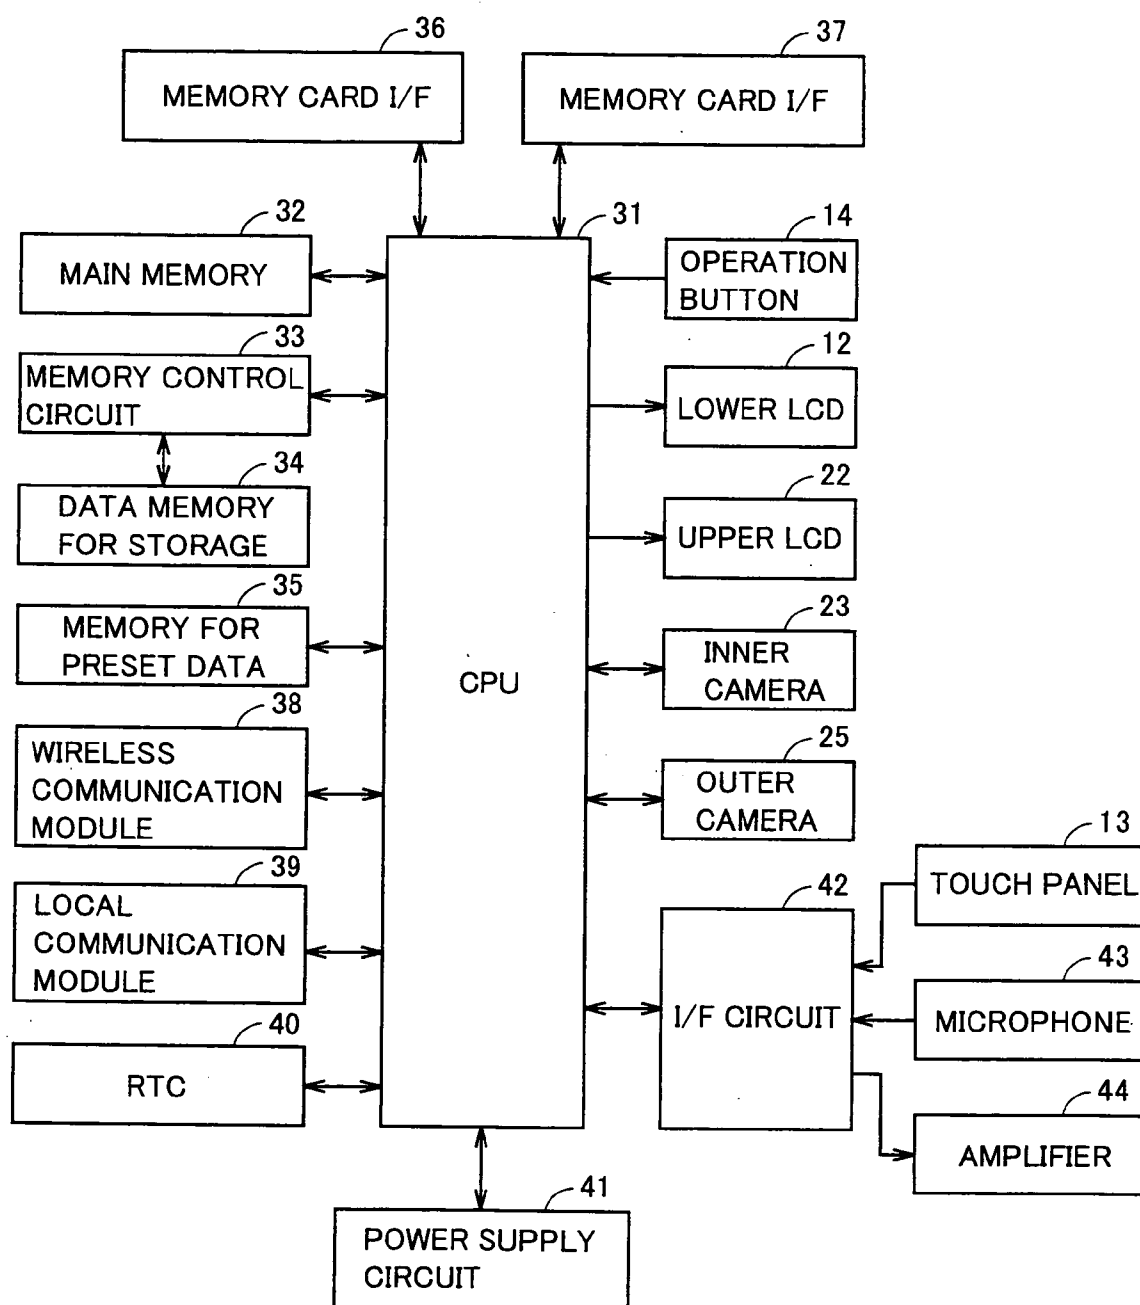 36
MEMORY CARD I/F
37
MEMORY CARD I/F
32
MAIN MEMORY
33
MEMORY CONTROL
CIRCUIT
34
DATA MEMORY
FOR STORAGE
35
MEMORY FOR
PRESET DATA
38
WIRELESS
COMMUNICATION
MODULE
39
LOCAL
COMMUNICATION
MODULE
40
RTC
31
CPU
14
OPERATION
BUTTON
12
LOWER LCD
22
UPPER LCD
23
INNER
CAMERA
25
OUTER
CAMERA
42
I/F CIRCUIT
13
TOUCH PANEL
43
MICROPHONE
44
AMPLIFIER
41
POWER SUPPLY
CIRCUIT